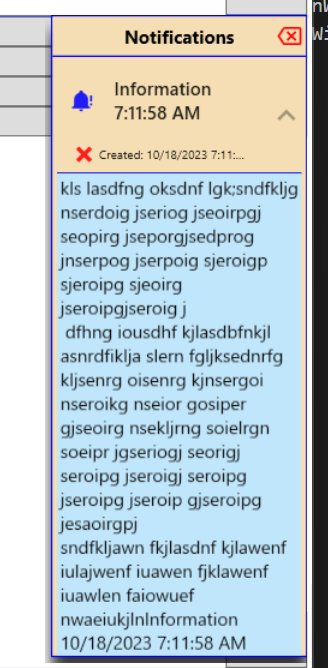 Notifications
Information
7:11:58 AM
Created: 10/18/2023 7:11:...
kls lasdfng oksdnf lgk;sndfkljg
nserdoig jseriog jseoirpgj
seopirg jseporgjsedprog
jnserpog jserpoig sjeroigp
sjeroipg sjeoirg
jseroipgjseroig j
dfhng iousdhf kjlasdbfnkjl
asnrdfiklja slern fgljksednrfg
kljsenrg oisenrg kjnsergoi
nseroikg nseior gosiper
gjseoirg nsekljrng soielrgn
soeipr jgseriogj seorigj
seroipg jseroigj seroipg
jseroipg jseroip gjseroipg
jesaoirgpj
sndfkljawn fkjlasdnf kjlawenf
iulajwenf iuawen fjklawenf
iuawlen faiowuef
nwaeiukjlnlnformation
10/18/2023 7:11:58 AM